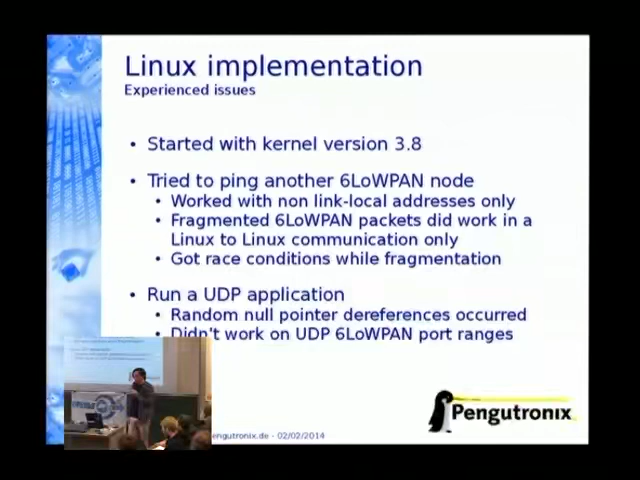 Linux implementation
Experienced issues
• Started with kernel version 3.8
• Tried to ping another 6LoWPAN node
• Worked with non link-local addresses only
• Fragmented 6LoWPAN packets did work in a
Linux to Linux communication only
• Got race conditions while fragmentation
• Run a UDP application
• Random null pointer dereferences occurred
• Didn't work on UDP 6LoWPAN port ranges
Pengutronix
engutronix.de - 02/02/2014